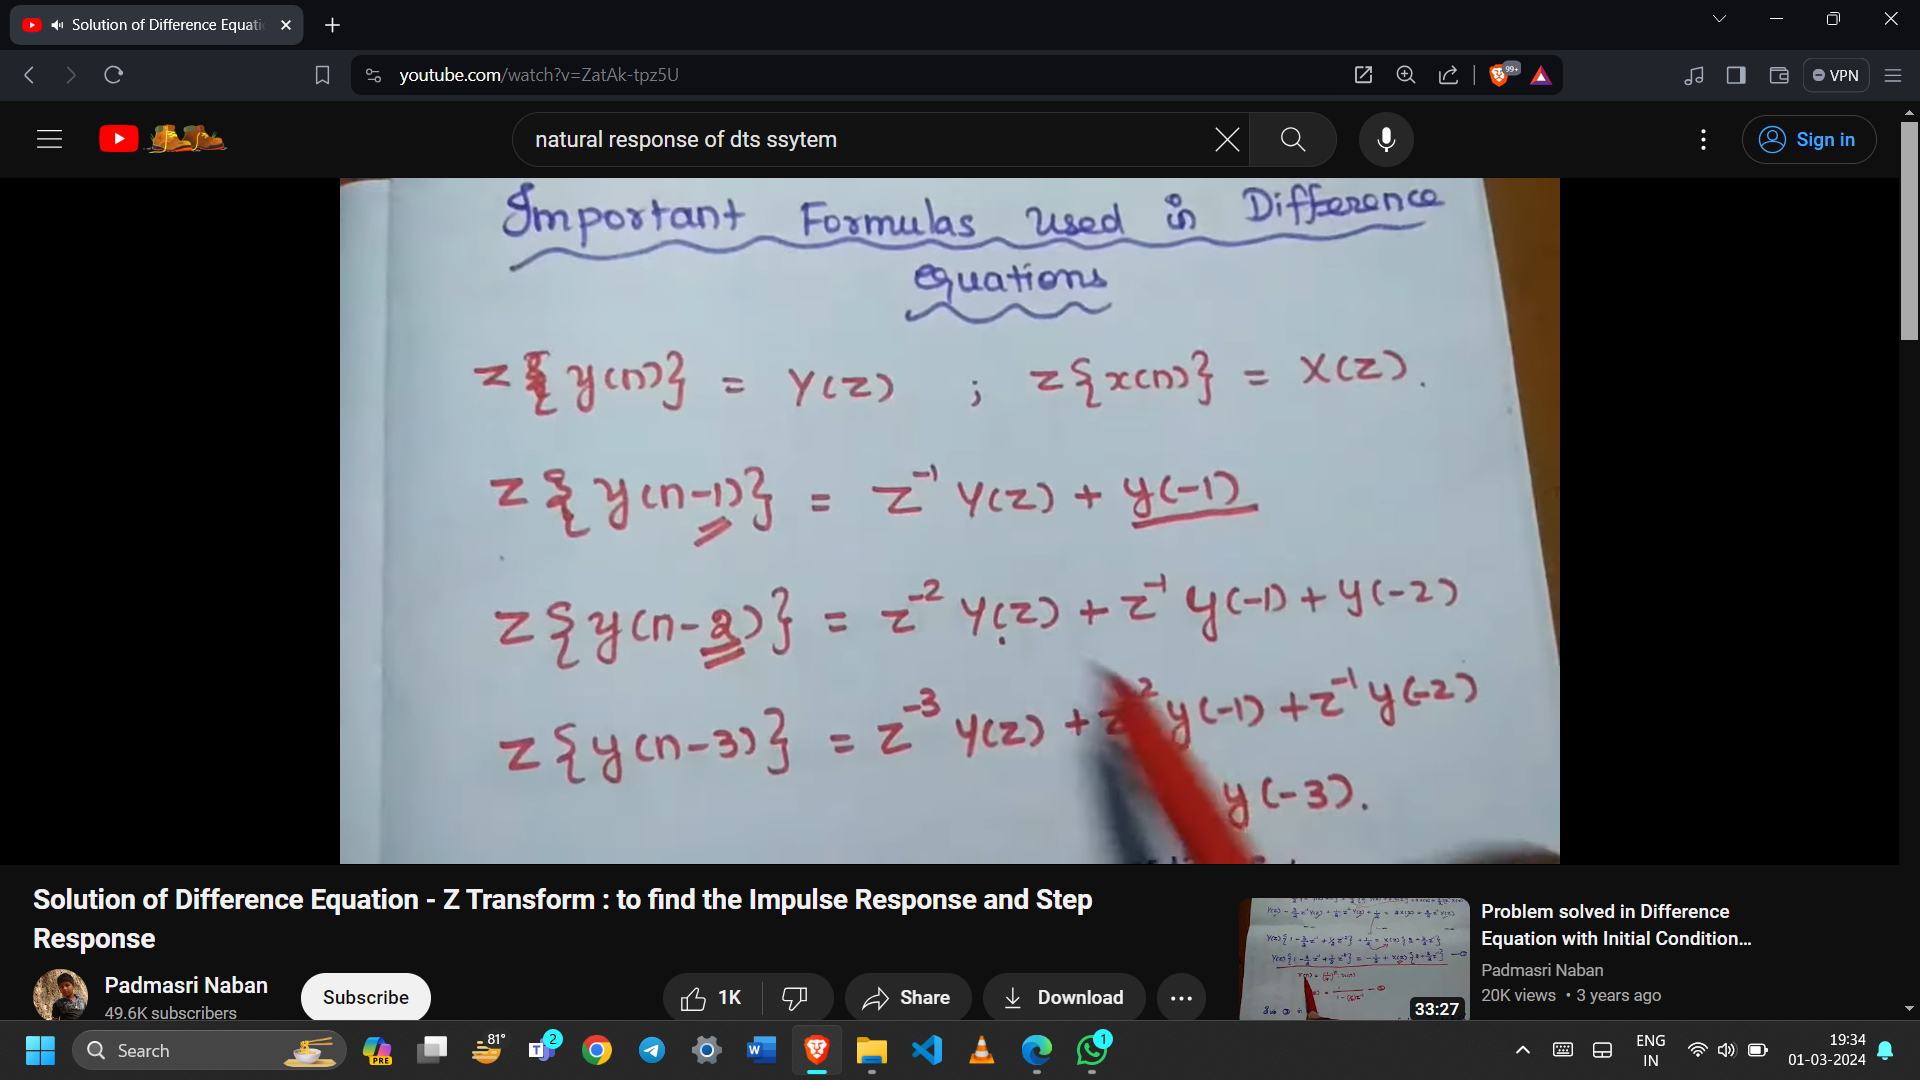 Solution of Difference Equati
youtube.com/watch?v=ZatAk-tpz5U
99+
VPN
natural response of dts ssytem
Sign in
Important Formulas used in Difference
Equations
Z{y(n)} = Y(Z) ; Z{x(n)} = X(Z).
Z{y(n-1)} = Z⁻¹ Y(Z) + y(-1)
Z{y(n-2)} = Z⁻² Y(Z) + Z⁻¹ y(-1) + y(-2)
Z{y(n-3)} = Z⁻³ Y(Z) + Z ² y(-1) + Z⁻¹ y(-2)
y(-3).
Solution of Difference Equation - Z Transform : to find the Impulse Response and Step
Response
Padmasri Naban
49.6K subscribers
Subscribe
1K
Share
Download
33:27
Problem solved in Difference
Equation with Initial Condition...
Padmasri Naban
20K views • 3 years ago
Search
PRE
81°
2
1
ENG
IN
19:34
01-03-2024